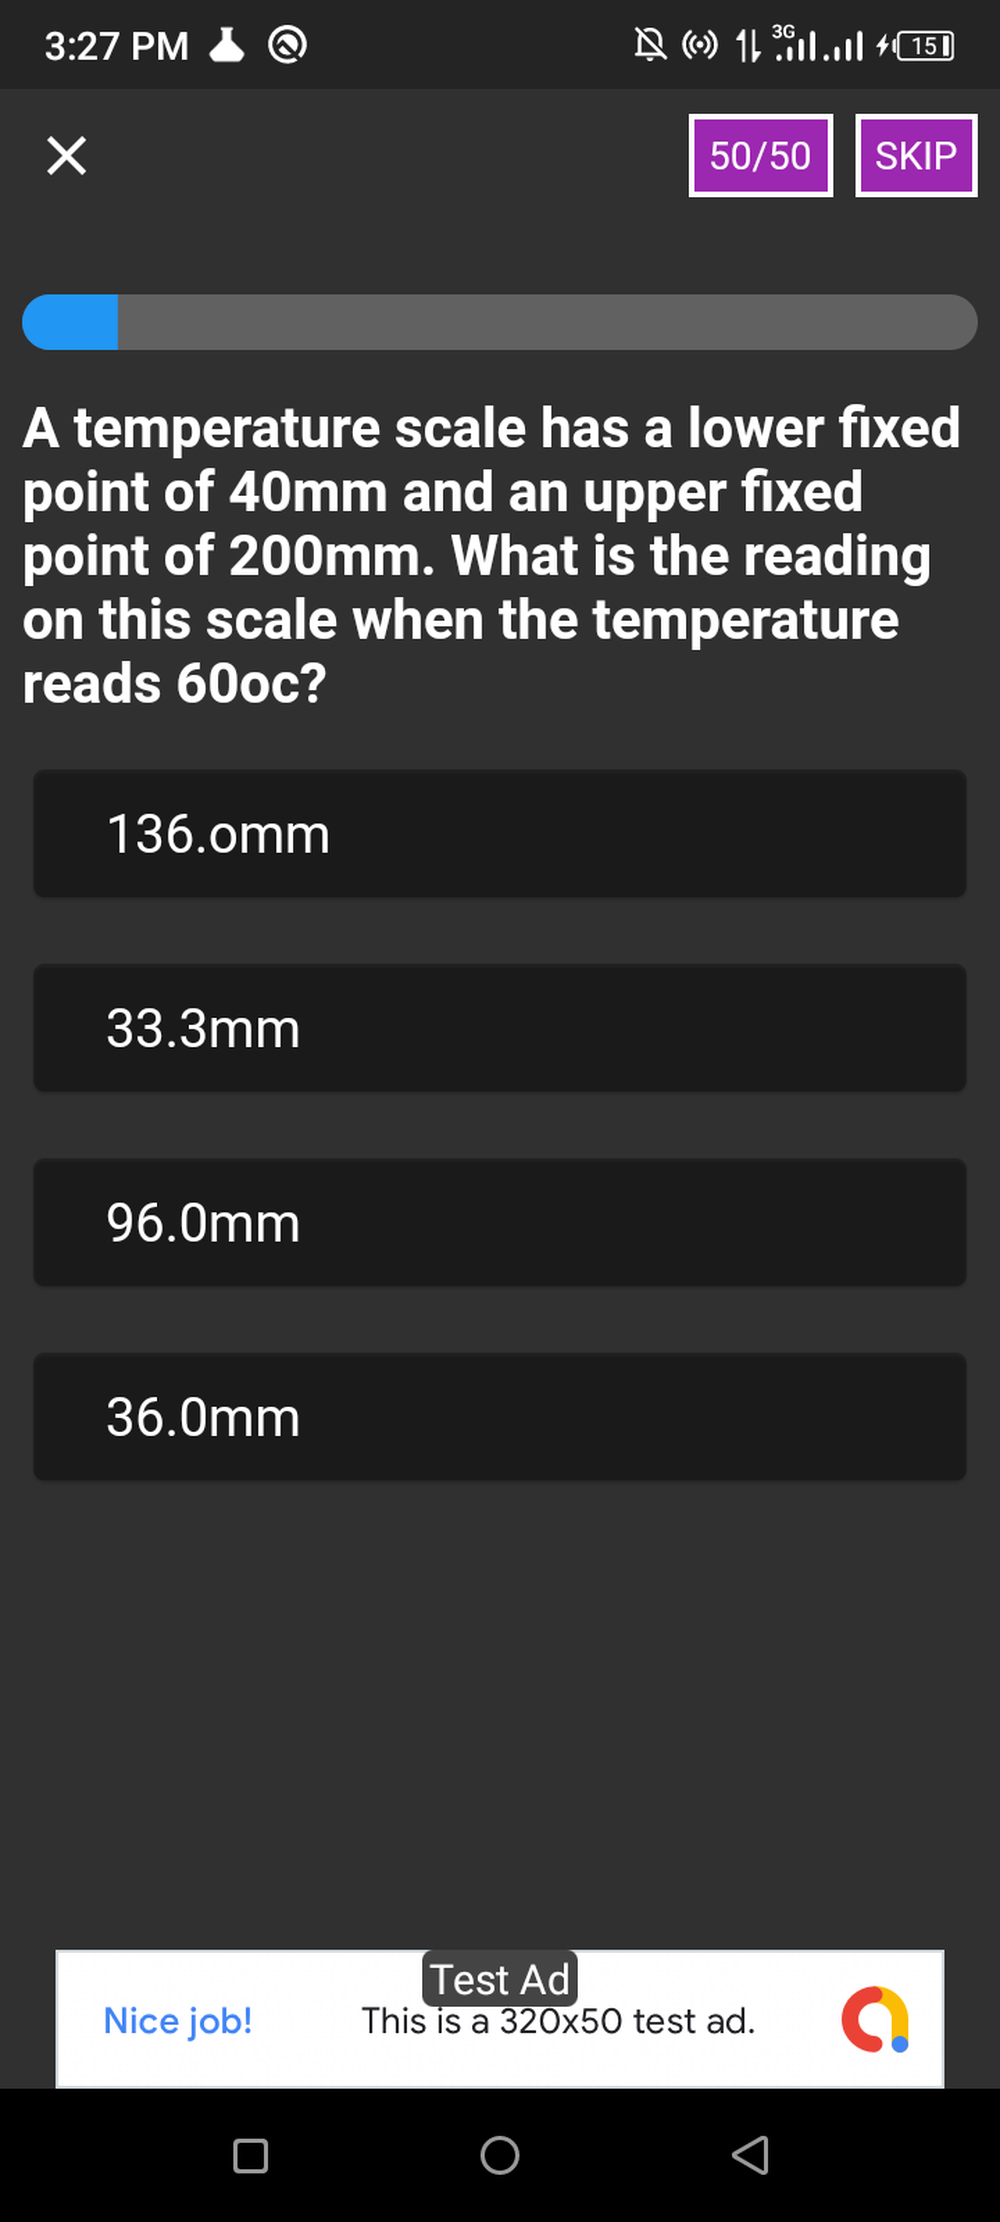 3:27 PM
3G
15
50/50
SKIP
A temperature scale has a lower fixed
point of 40mm and an upper fixed
point of 200mm. What is the reading
on this scale when the temperature
reads 60oc?
136.omm
33.3mm
96.0mm
36.0mm
Test Ad
Nice job!
This is a 320x50 test ad.